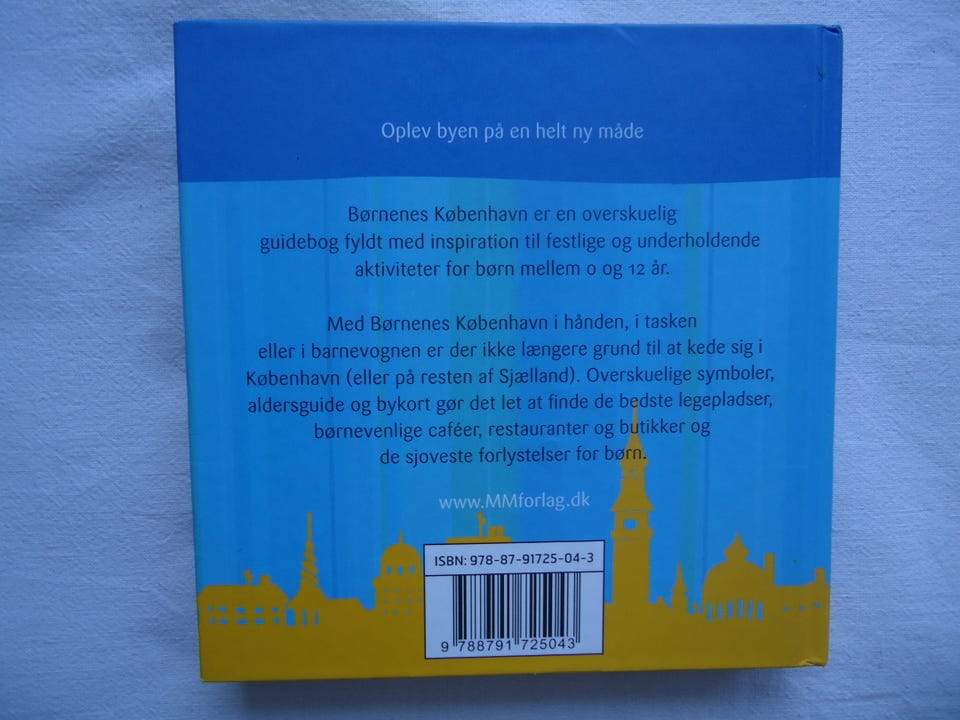 Oplev byen på en helt ny måde
Børnenes København er en overskuelig
guidebog fyldt med inspiration til festlige og underholdende
aktiviteter for børn mellem 0 og 12 år.
Med Børnenes København i hånden, i tasken
eller i barnevognen er der ikke længere grund til at kede sig i
København (eller på resten af Sjælland). Overskuelige symboler,
aldersguide og bykort gør det let at finde de bedste legepladser,
børnevenlige caféer, restauranter og butikker og
de sjoveste forlystelser for børn.
www.MMforlag.dk
ISBN: 978-87-91725-04-3
9 788791 725043